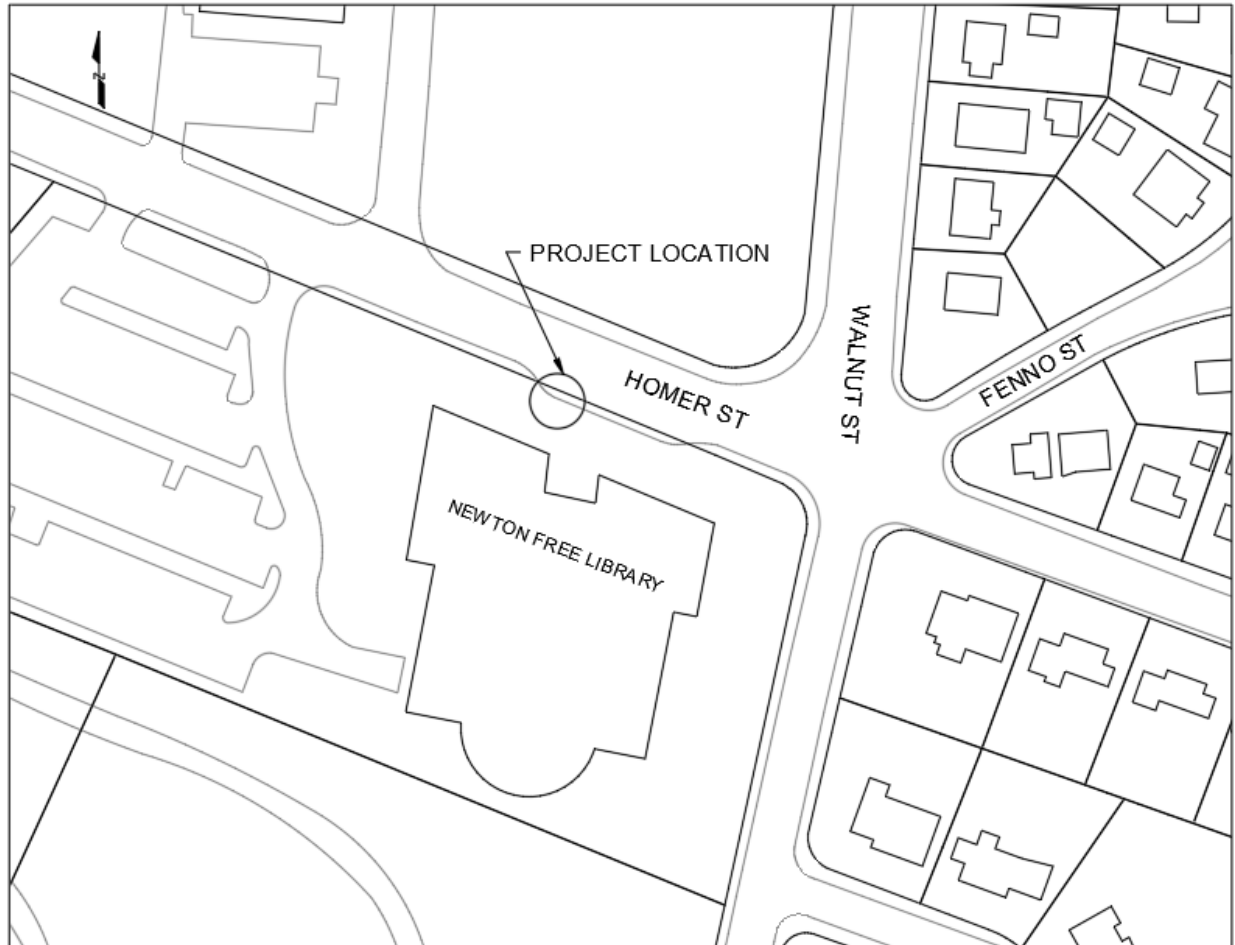 N
PROJECT LOCATION
HOMER ST
WALNUT ST
FENNO ST
NEWTON FREE LIBRARY